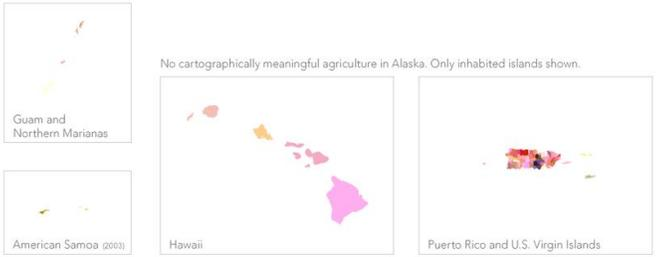 No cartographically meaningful agriculture in Alaska. Only inhabited islands shown.
Guam and
Northern Marianas
American Samoa (2003)
Hawaii
Puerto Rico and U.S. Virgin Islands